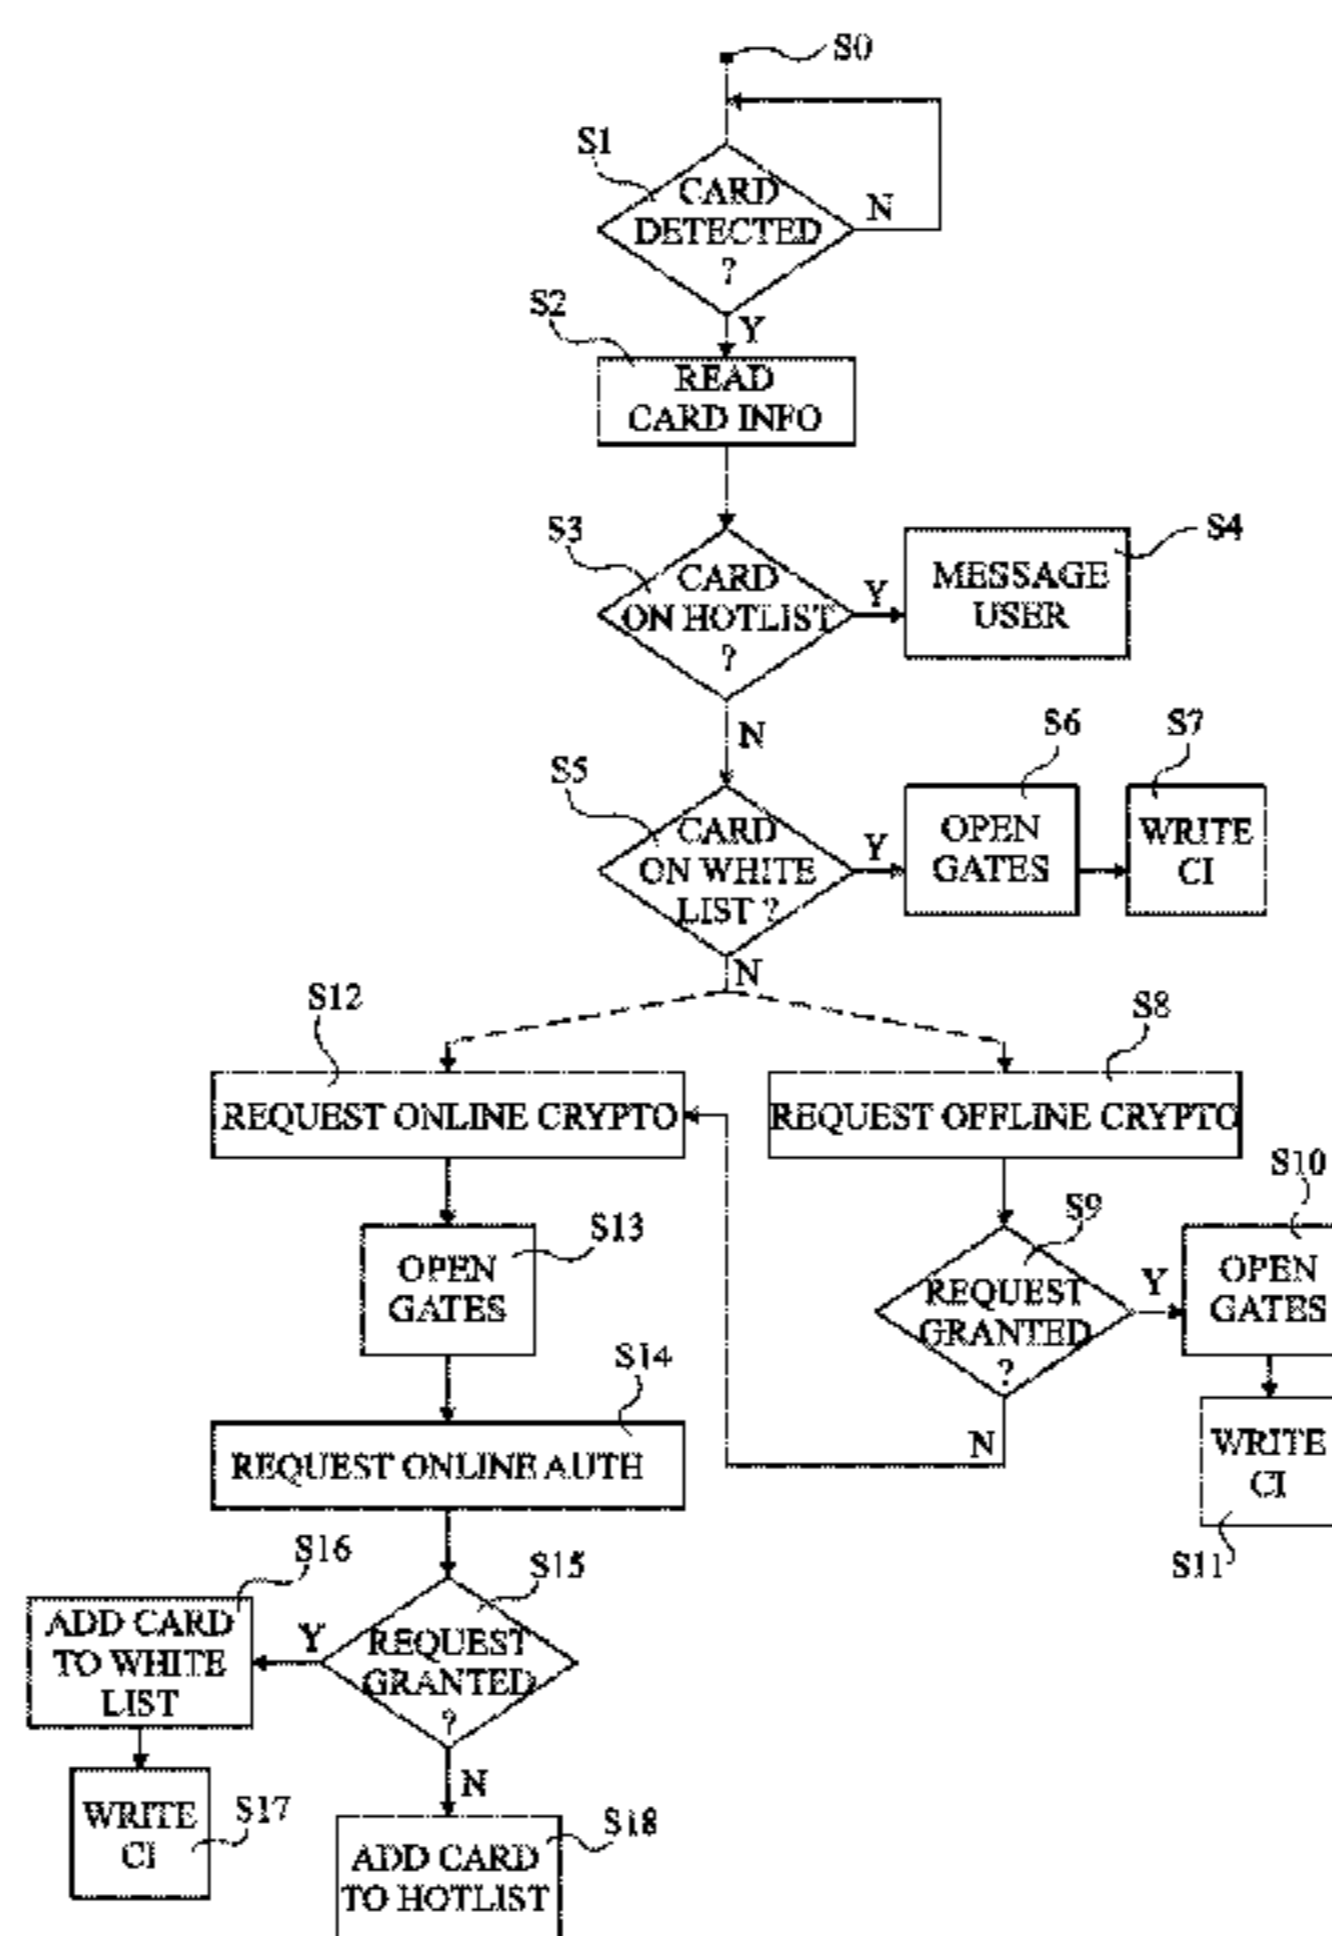 S0
S1
CARD
DETECTED
?
N
Y
S2
READ
CARD INFO
S3
CARD
ON HOTLIST
?
Y
S4
MESSAGE
USER
N
S5
CARD
ON WHITE
LIST ?
Y
S6
OPEN
GATES
S7
WRITE
CI
N
S12
REQUEST ONLINE CRYPTO
S8
REQUEST OFFLINE CRYPTO
S13
OPEN
GATES
S9
REQUEST
GRANTED
?
Y
S10
OPEN
GATES
N
S11
WRITE
CI
S14
REQUEST ONLINE AUTH
S15
REQUEST
GRANTED
?
Y
S16
ADD CARD
TO WHITE
LIST
S17
WRITE
CI
N
S18
ADD CARD
TO HOTLIST